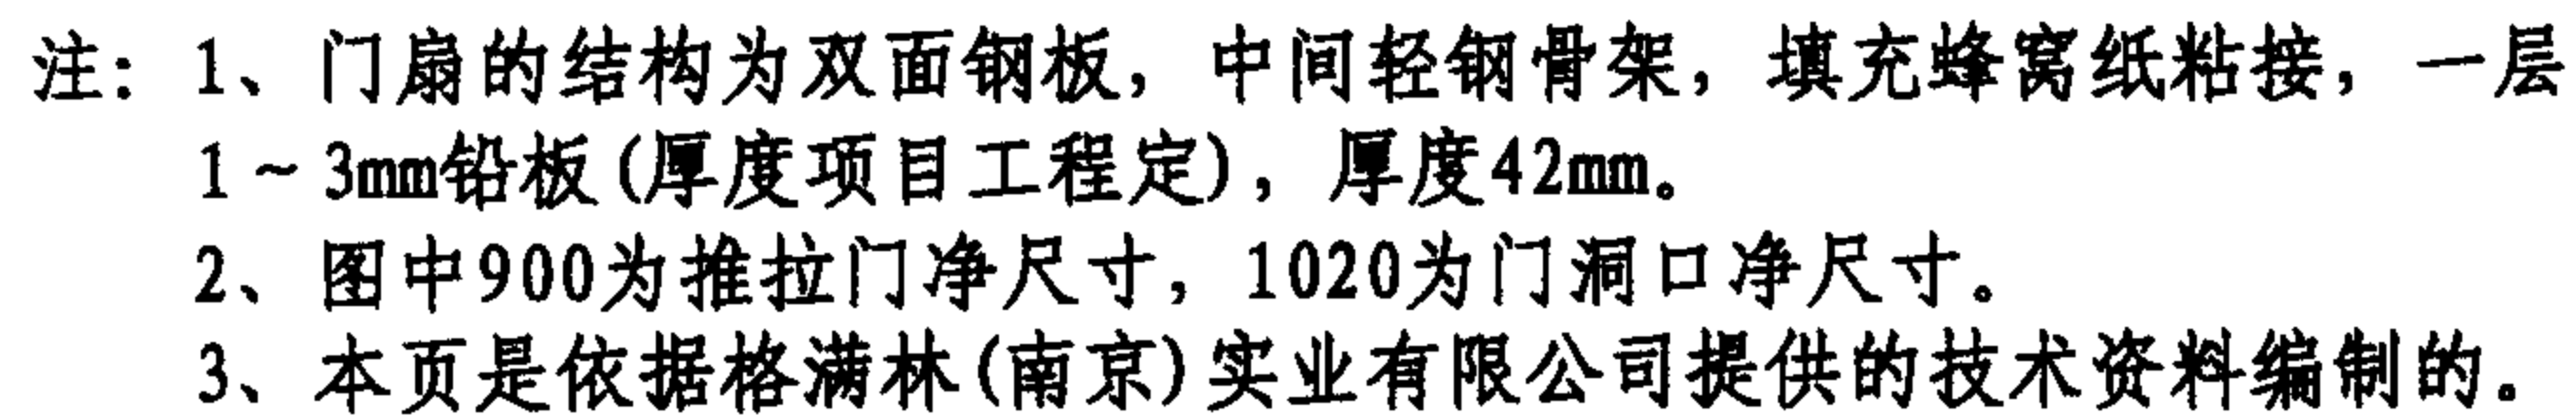 注: 1、门扇的结构为双面钢板, 中间轻钢骨架, 填充蜂窝纸粘接, 一层
1~3mm铅板(厚度项目工程定), 厚度42mm。
2、图中900为推拉门净尺寸, 1020为门洞口净尺寸。
3、本页是依据格满林(南京)实业有限公司提供的技术资料编制的。